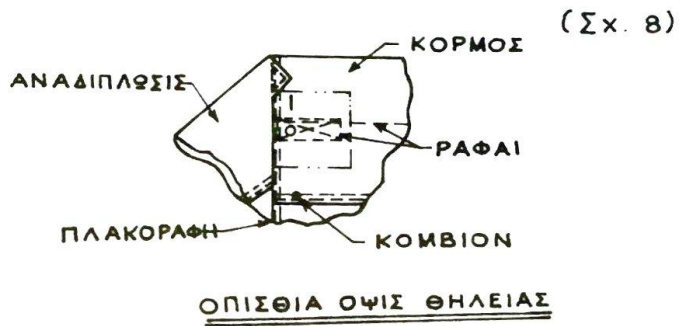 (Σχ. 8)
ΚΟΡΜΟΣ
ΑΝΑΔΙΠΛΩΣΙΣ
ΡΑΦΑΙ
ΠΛΑΚΟΡΑΦΗ
ΚΟΜΒΙΟΝ
ΟΠΙΣΘΙΑ ΟΨΙΣ ΘΗΛΕΙΑΣ